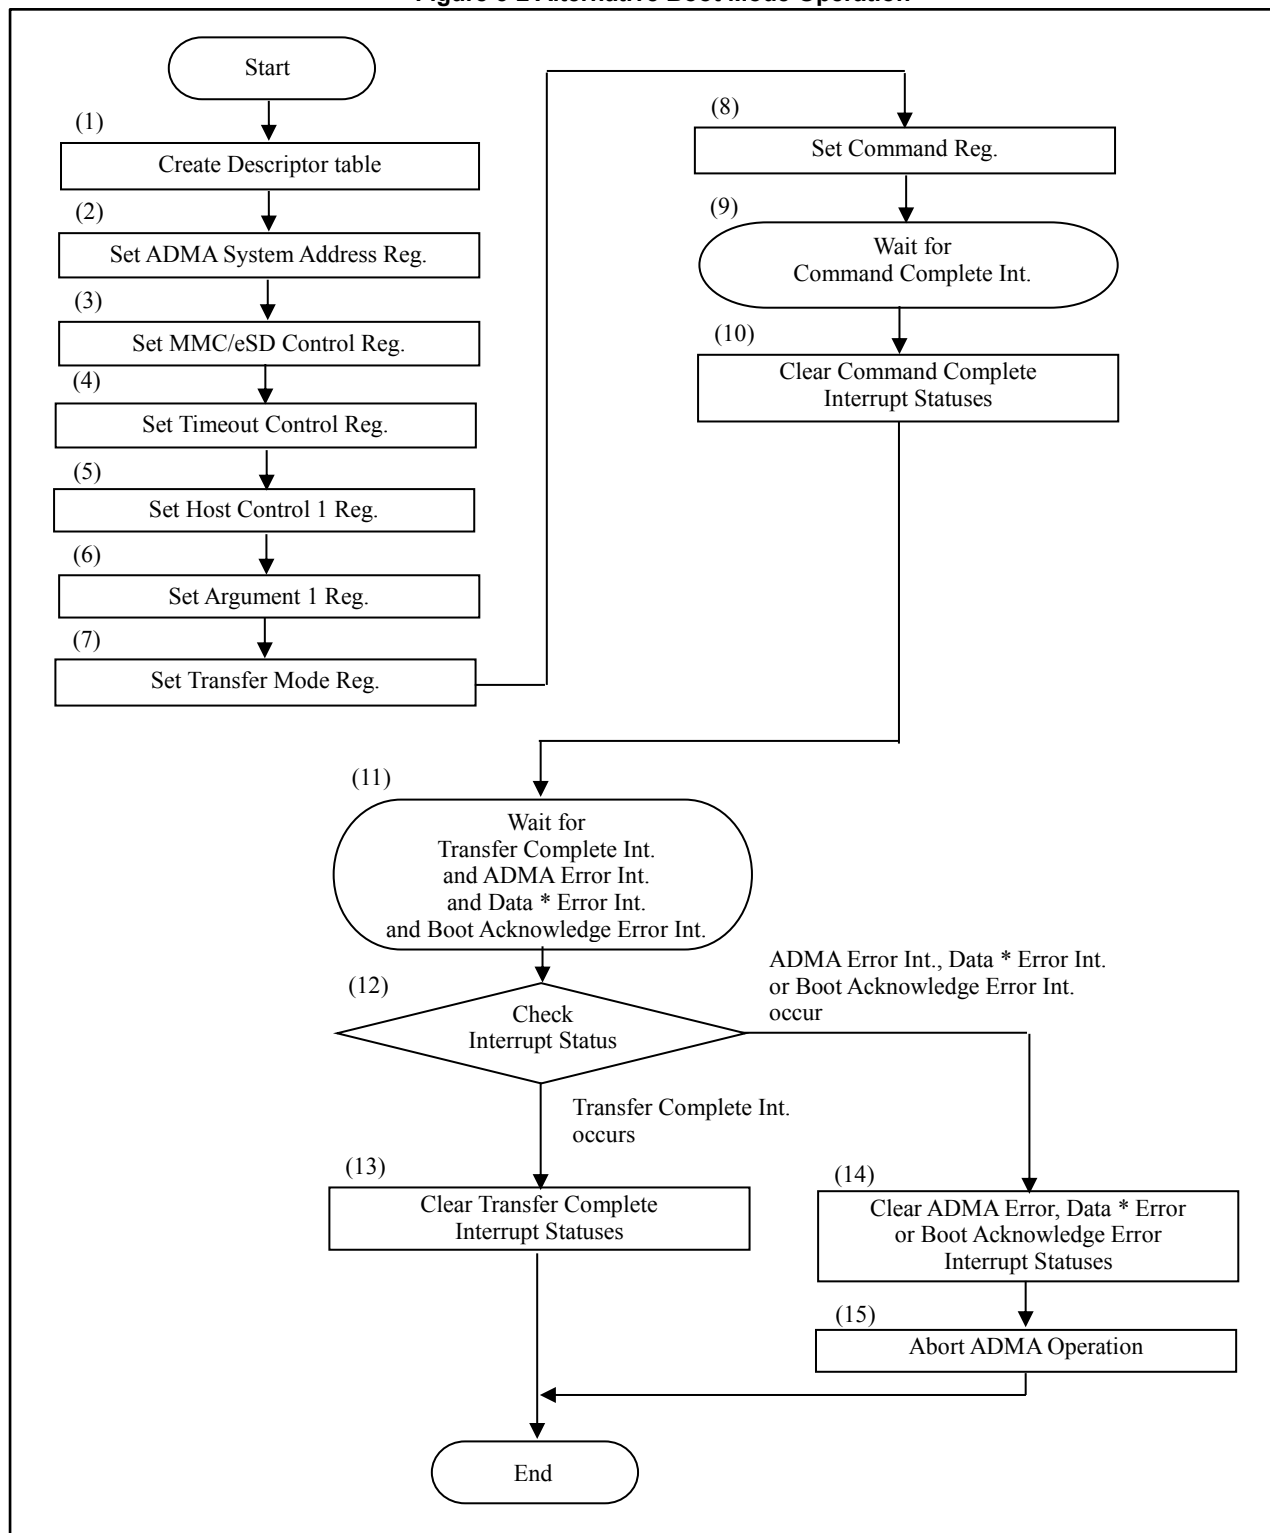 Start
(1)
Create Descriptor table
(2)
Set ADMA System Address Reg.
(3)
Set MMC/eSD Control Reg.
(4)
Set Timeout Control Reg.
(5)
Set Host Control 1 Reg.
(6)
Set Argument 1 Reg.
(7)
Set Transfer Mode Reg.
(8)
Set Command Reg.
(9)
Wait for
Command Complete Int.
(10)
Clear Command Complete
Interrupt Statuses
(11)
Wait for
Transfer Complete Int.
and ADMA Error Int.
and Data * Error Int.
and Boot Acknowledge Error Int.
(12)
Check
Interrupt Status
ADMA Error Int., Data * Error Int.
or Boot Acknowledge Error Int.
occur
Transfer Complete Int.
occurs
(13)
Clear Transfer Complete
Interrupt Statuses
(14)
Clear ADMA Error, Data * Error
or Boot Acknowledge Error
Interrupt Statuses
(15)
Abort ADMA Operation
End